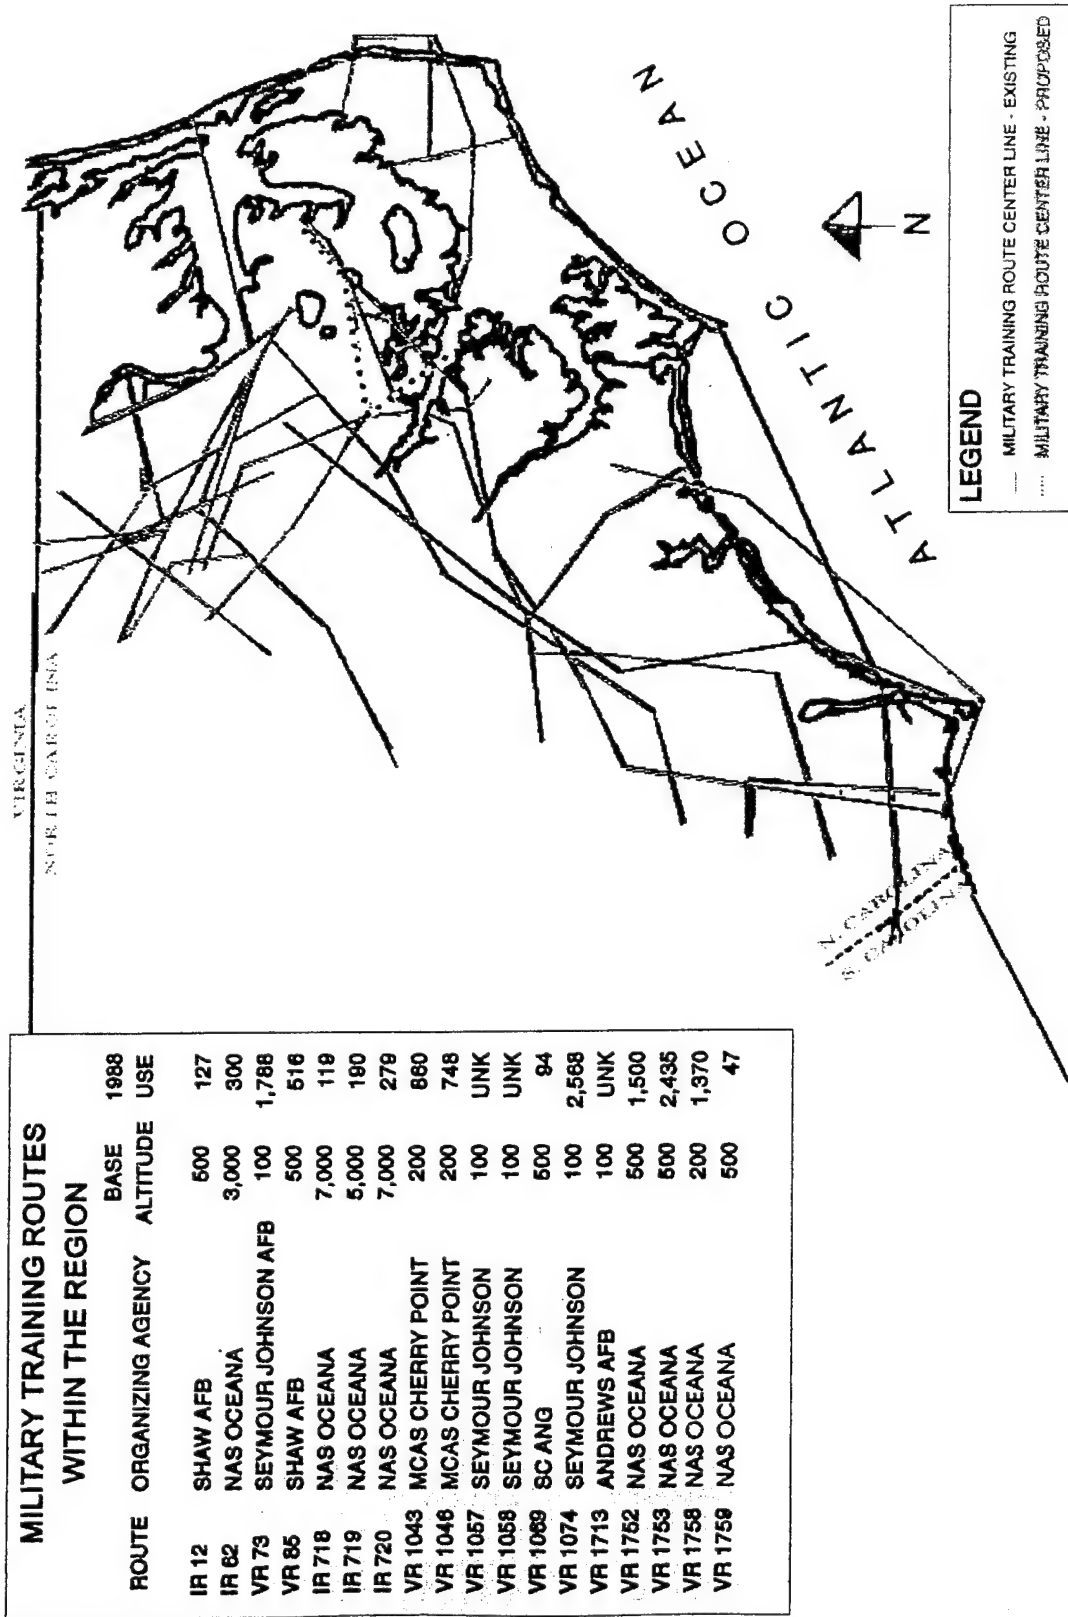 MILITARY TRAINING ROUTES
WITHIN THE REGION
BASE 1988
ROUTE ORGANIZING AGENCY ALTITUDE USE
IR 12 SHAW AFB 500 127
IR 62 NAS OCEANA 3,000 300
VR 73 SEYMOUR JOHNSON AFB 100 1,788
VR 85 SHAW AFB 500 516
IR 718 NAS OCEANA 7,000 119
IR 719 NAS OCEANA 5,000 190
IR 720 NAS OCEANA 7,000 279
VR 1043 MCAS CHERRY POINT 200 880
VR 1046 MCAS CHERRY POINT 200 748
VR 1057 SEYMOUR JOHNSON 100 UNK
VR 1058 SEYMOUR JOHNSON 100 UNK
VR 1069 SC ANG 500 94
VR 1074 SEYMOUR JOHNSON 100 2,568
VR 1713 ANDREWS AFB 100 UNK
VR 1752 NAS OCEANA 500 1,500
VR 1753 NAS OCEANA 500 2,435
VR 1758 NAS OCEANA 200 1,370
VR 1759 NAS OCEANA 500 47
VIRGINIA
NORTH CAROLINA
N. CAROLINA
S. CAROLINA
ATLANTIC OCEAN
N
LEGEND
MILITARY TRAINING ROUTE CENTER LINE - EXISTING
MILITARY TRAINING ROUTE CENTER LINE - PROPOSED